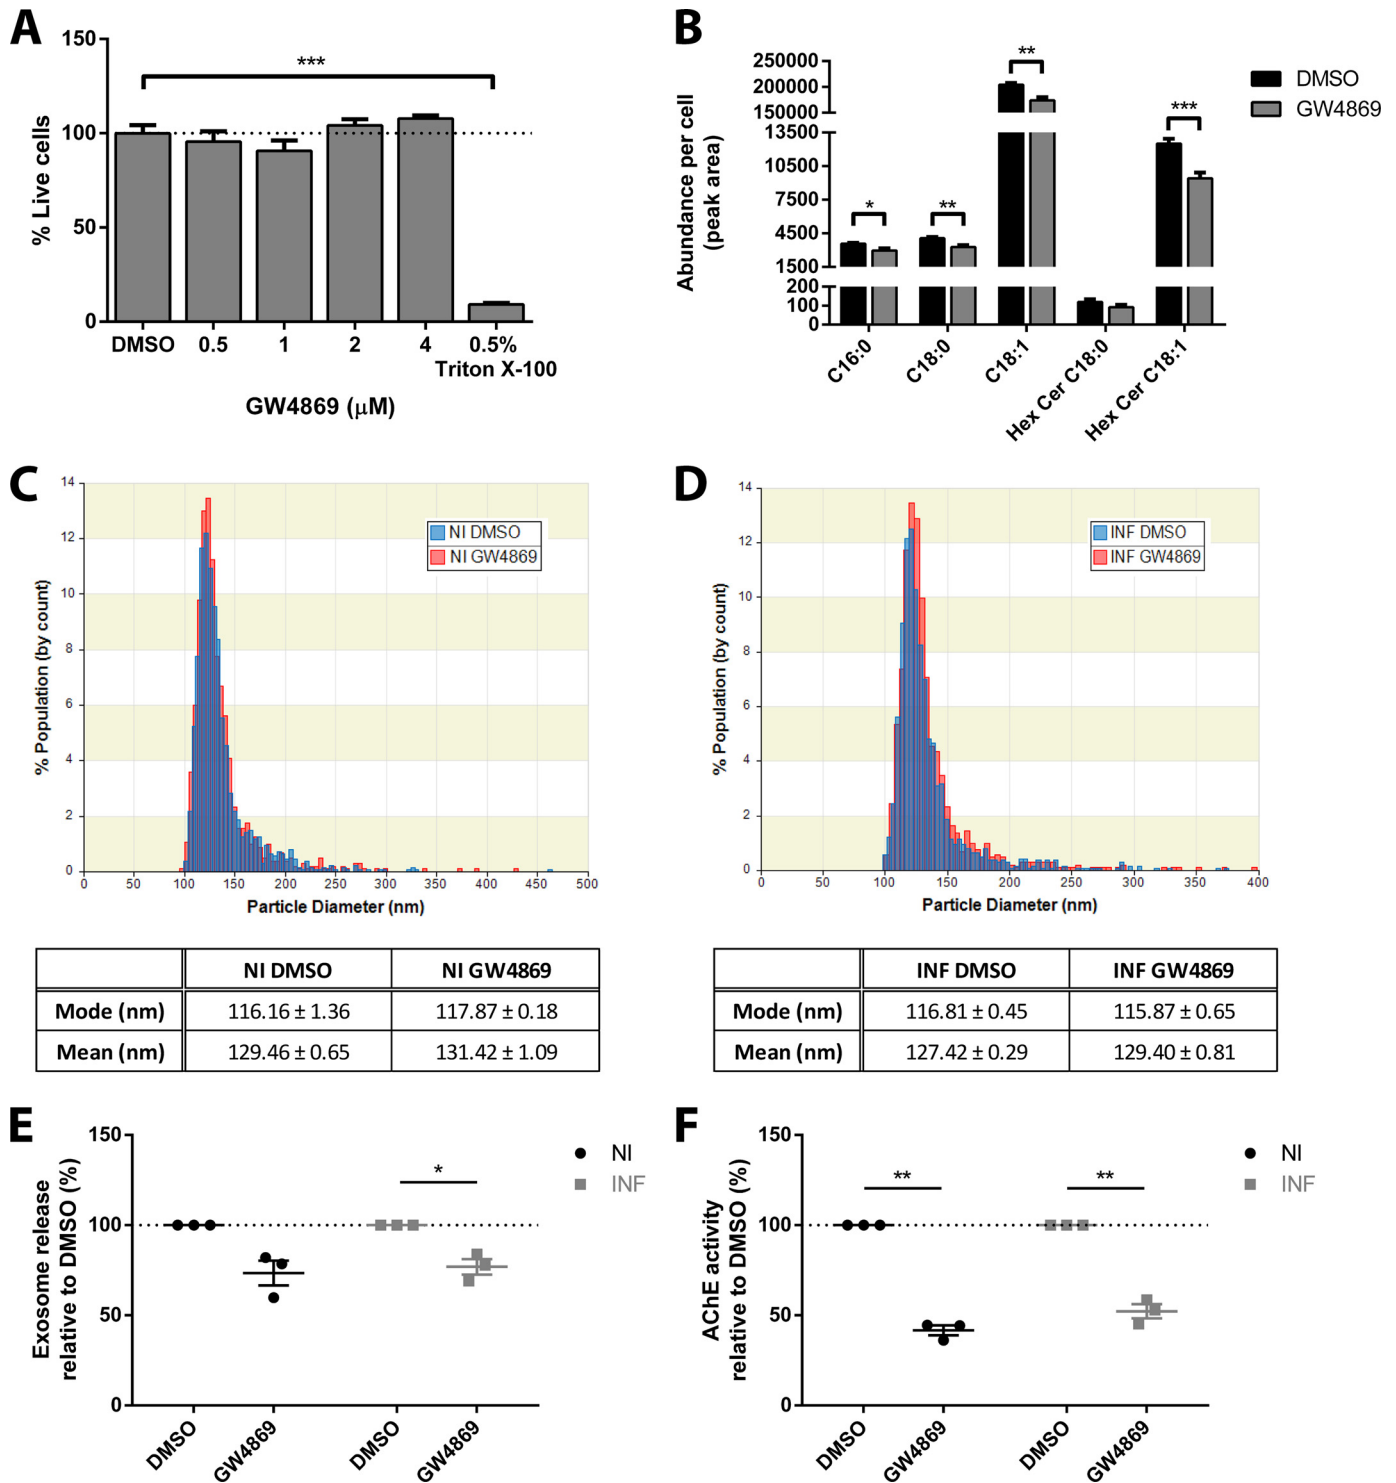 A
150
100
50
0
% Live cells
***
DMSO 0.5 1 2 4 0.5%
Triton X-100
GW4869 (μM)
B
250000
200000
150000
13500
10500
7500
4500
1500
200
100
0
Abundance per cell
(peak area)
* ** ** ***
DMSO
GW4869
C16:0 C18:0 C18:1 Hex Cer C18:0 Hex Cer C18:1
C
14
12
10
8
6
4
2
0
% Population (by count)
NI DMSO
NI GW4869
0 50 100 150 200 250 300 350 400 450 500
Particle Diameter (nm)
NI DMSO NI GW4869
Mode (nm) 116.16 ± 1.36 117.87 ± 0.18
Mean (nm) 129.46 ± 0.65 131.42 ± 1.09
D
14
12
10
8
6
4
2
0
% Population (by count)
INF DMSO
INF GW4869
0 50 100 150 200 250 300 350 400
Particle Diameter (nm)
INF DMSO INF GW4869
Mode (nm) 116.81 ± 0.45 115.87 ± 0.65
Mean (nm) 127.42 ± 0.29 129.40 ± 0.81
E
150
100
50
0
Exosome release
relative to DMSO (%)
*
NI
INF
DMSO GW4869 DMSO GW4869
F
150
100
50
0
AChE activity
relative to DMSO (%)
** **
NI
INF
DMSO GW4869 DMSO GW4869